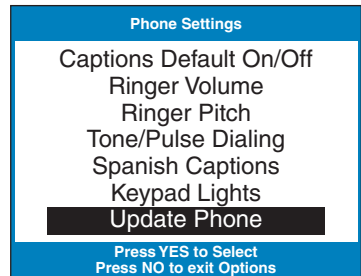 Phone Settings
Captions Default On/Off
Ringer Volume
Ringer Pitch
Tone/Pulse Dialing
Spanish Captions
Keypad Lights
Update Phone
Press YES to Select
Press NO to exit Options